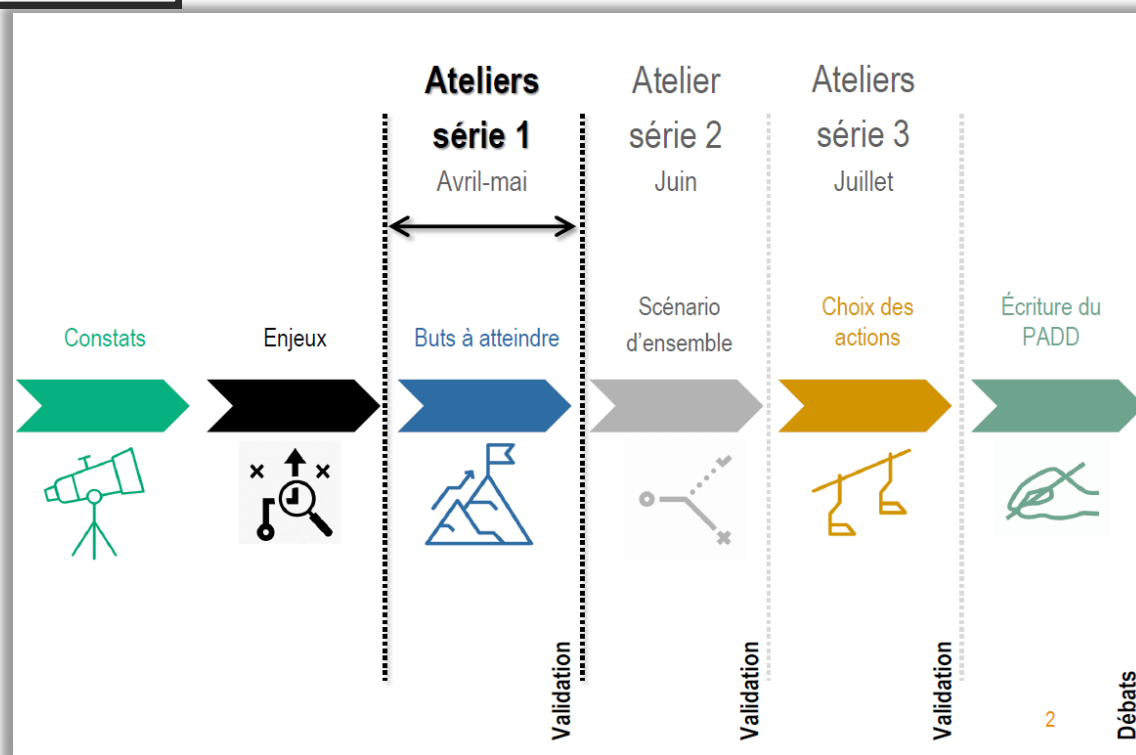 Ateliers
série 1
Avril-mai
Atelier
série 2
Juin
Ateliers
série 3
Juillet
Constats
Enjeux
Buts à atteindre
Scénario
d'ensemble
Choix des
actions
Écriture du
PADD
Validation
Validation
Validation
2
Débats